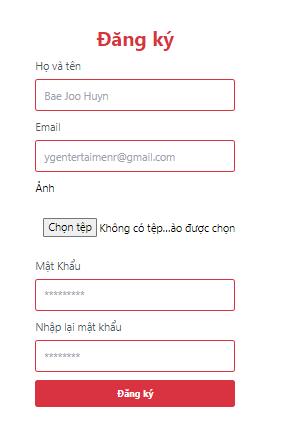 Đăng ký
Họ và tên
Bae Joo Huyn
Email
ygentertaimenr@gmail.com
Ảnh
Chọn tệp Không có tệp...ào được chọn
Mật Khẩu
*********
Nhập lại mật khẩu
********
Đăng ký